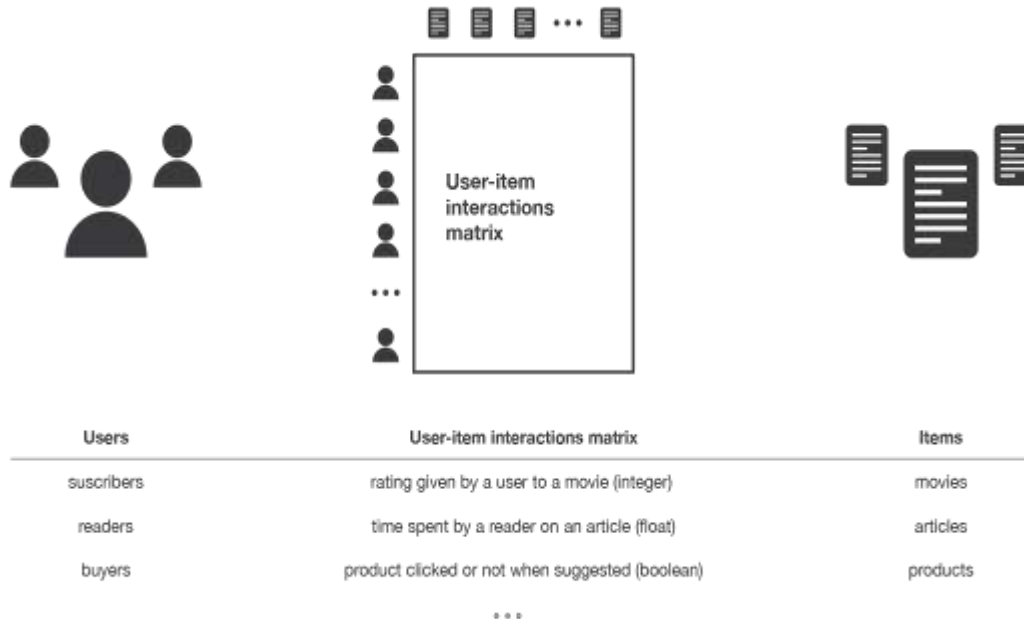 User-item
interactions
matrix
Users User-item interactions matrix Items
suscribers rating given by a user to a movie (integer) movies
readers time spent by a reader on an article (float) articles
buyers product clicked or not when suggested (boolean) products
...